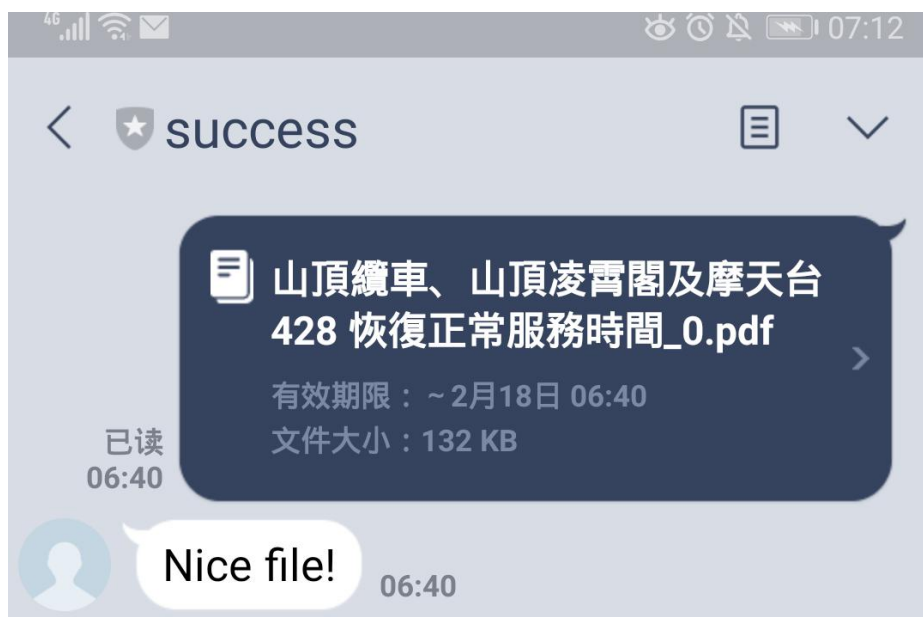 4G 07:12
success
山頂纜車、山頂凌霄閣及摩天台
428 恢復正常服務時間_0.pdf
有效期限：~2月18日 06:40
文件大小：132 KB
已读
06:40
Nice file!
06:40